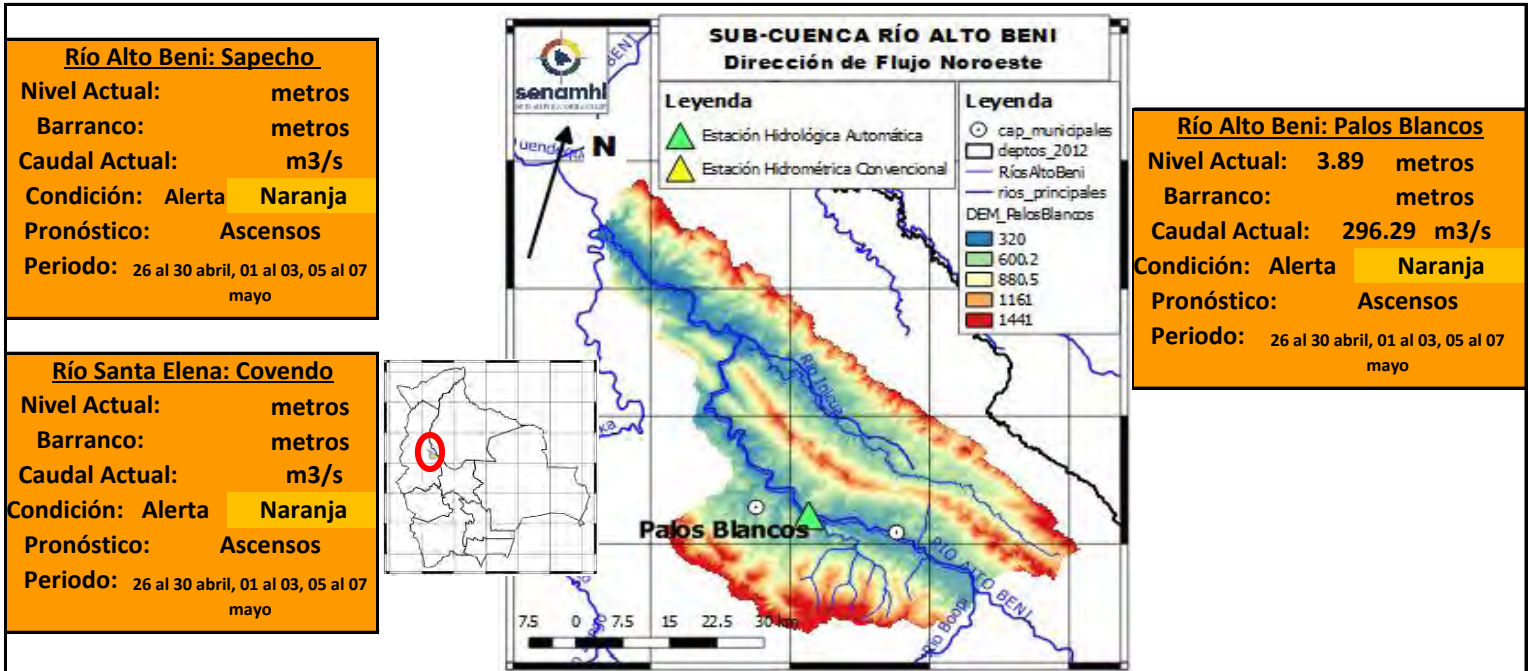 Río Alto Beni: Sapecho
Nivel Actual: metros
Barranco: metros
Caudal Actual: m3/s
Condición: Alerta Naranja
Pronóstico: Ascensos
Periodo: 26 al 30 abril, 01 al 03, 05 al 07
mayo
Río Santa Elena: Covendo
Nivel Actual: metros
Barranco: metros
Caudal Actual: m3/s
Condición: Alerta Naranja
Pronóstico: Ascensos
Periodo: 26 al 30 abril, 01 al 03, 05 al 07
mayo
senamhi
BENI
SUB-CUENCA RÍO ALTO BENI
Dirección de Flujo Noroeste
Leyenda
Estación Hidrológica Automática
Estación Hidrométrica Convencional
Leyenda
cap_municipales
deptos_2012
RíosAltoBeni
rios_principales
DEM_PalosBlancos
320
600.2
880.5
1161
1441
N
Río Inicua
Palos Blancos
RÍO ALTO BENI
Río Boopi
7.5 0 7.5 15 22.5 30 km
Río Alto Beni: Palos Blancos
Nivel Actual: 3.89 metros
Barranco: metros
Caudal Actual: 296.29 m3/s
Condición: Alerta Naranja
Pronóstico: Ascensos
Periodo: 26 al 30 abril, 01 al 03, 05 al 07
mayo